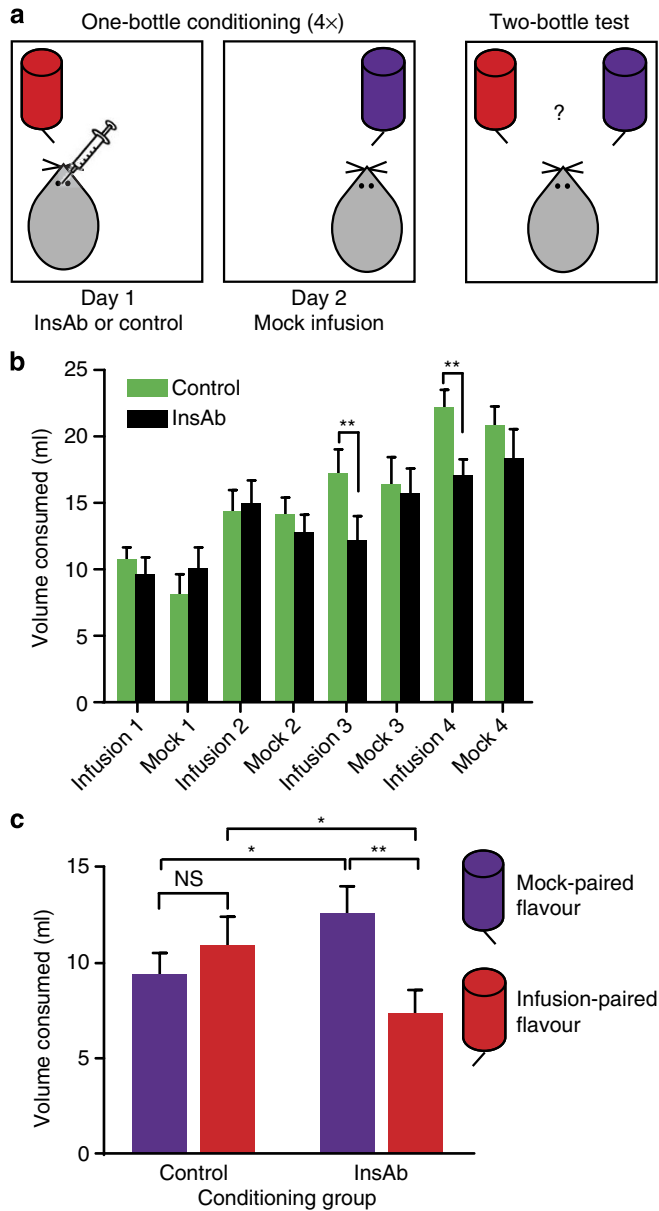 a
One-bottle conditioning (4×)
Two-bottle test
?
Day 1
InsAb or control
Day 2
Mock infusion
b
Volume consumed (ml)
25
20
15
10
5
0
Control
InsAb
**
**
Infusion 1
Mock 1
Infusion 2
Mock 2
Infusion 3
Mock 3
Infusion 4
Mock 4
c
Volume consumed (ml)
15
10
5
0
*
*
**
NS
Control
InsAb
Conditioning group
Mock-paired
flavour
Infusion-paired
flavour